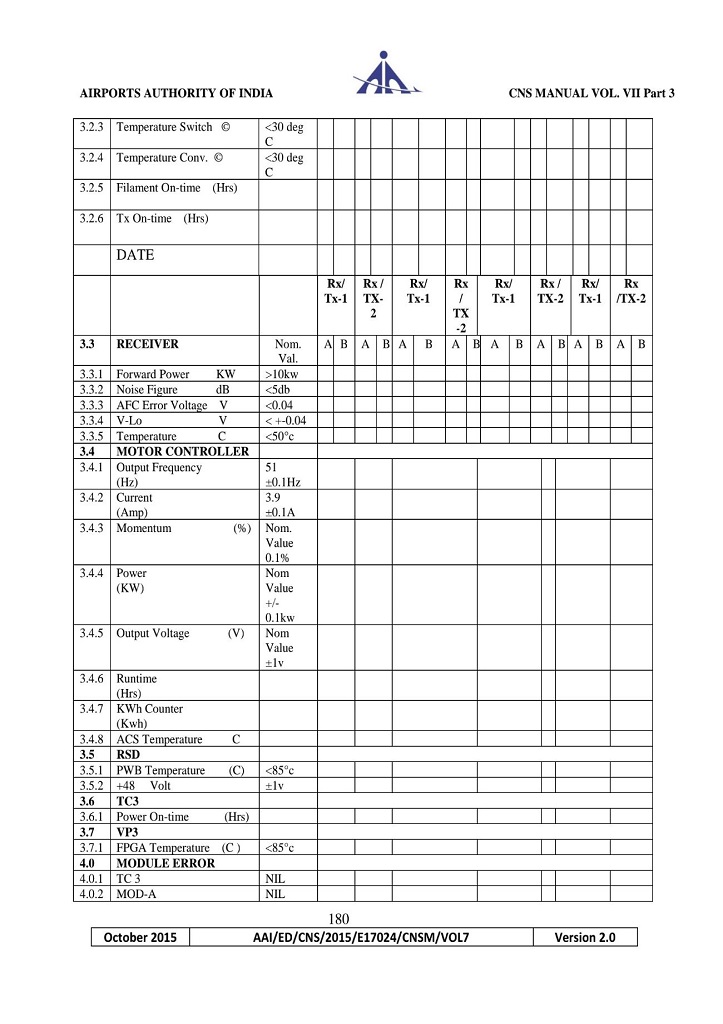 AIRPORTS AUTHORITY OF INDIA CNS MANUAL VOL. VII Part 3
3.2.3 Temperature Switch © <30 deg
C
3.2.4 Temperature Conv. © <30 deg
C
3.2.5 Filament On-time (Hrs)
3.2.6 Tx On-time (Hrs)
DATE
Rx/ Rx / Rx/ Rx Rx/ Rx / Rx/ Rx
Tx-1 TX- Tx-1 / Tx-1 TX-2 Tx-1 /TX-2
2 TX
-2
3.3 RECEIVER Nom. A B A B A B A B A B A B A B A B
Val.
3.3.1 Forward Power KW >10kw
3.3.2 Noise Figure dB <5db
3.3.3 AFC Error Voltage V <0.04
3.3.4 V-Lo V < +-0.04
3.3.5 Temperature C <50°c
3.4 MOTOR CONTROLLER
3.4.1 Output Frequency 51
(Hz) ±0.1Hz
3.4.2 Current 3.9
(Amp) ±0.1A
3.4.3 Momentum (%) Nom.
Value
0.1%
3.4.4 Power Nom
(KW) Value
+/-
0.1kw
3.4.5 Output Voltage (V) Nom
Value
±1v
3.4.6 Runtime
(Hrs)
3.4.7 KWh Counter
(Kwh)
3.4.8 ACS Temperature C
3.5 RSD
3.5.1 PWB Temperature (C) <85°c
3.5.2 +48 Volt ±1v
3.6 TC3
3.6.1 Power On-time (Hrs)
3.7 VP3
3.7.1 FPGA Temperature (C ) <85°c
4.0 MODULE ERROR
4.0.1 TC 3 NIL
4.0.2 MOD-A NIL
180
October 2015 AAI/ED/CNS/2015/E17024/CNSM/VOL7 Version 2.0